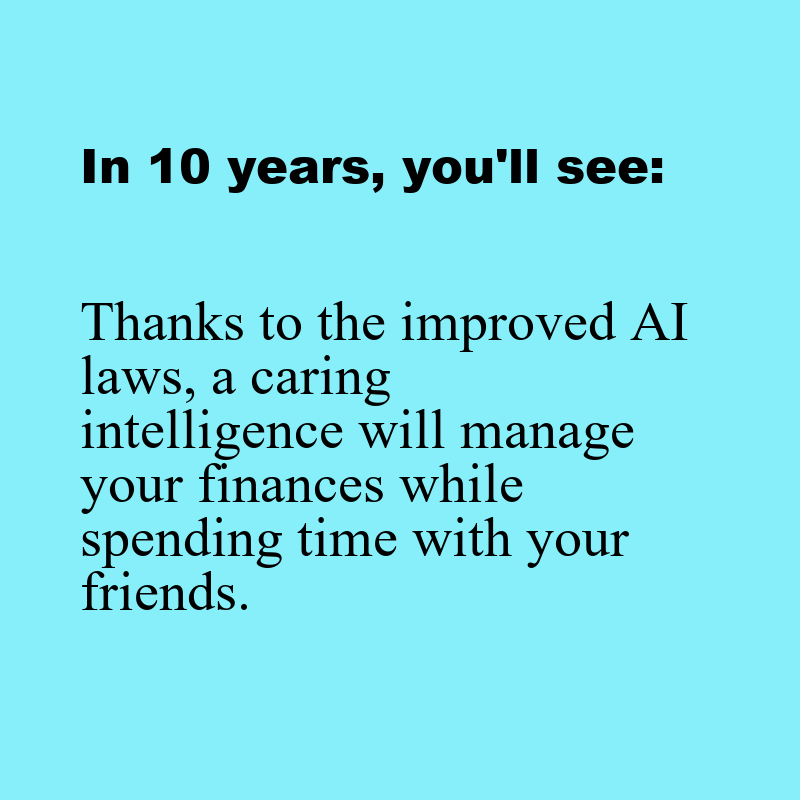 In 10 years, you'll see:
Thanks to the improved AI
laws, a caring
intelligence will manage
your finances while
spending time with your
friends.